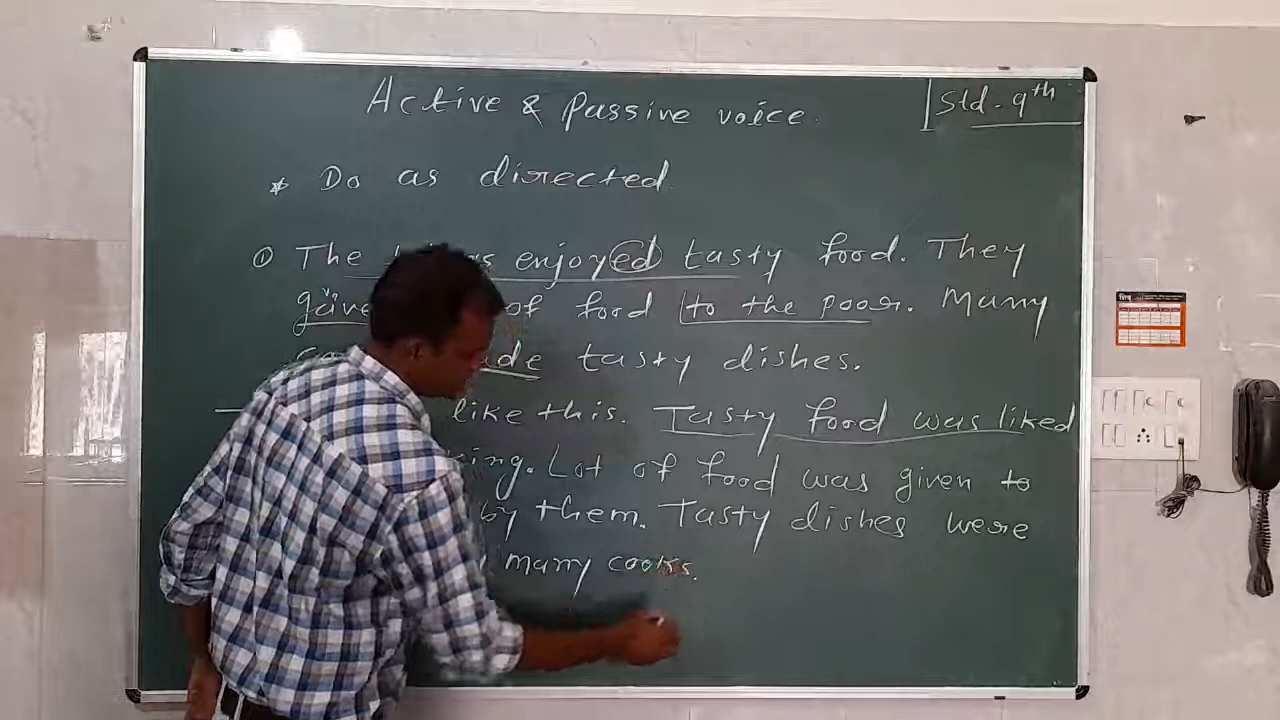 Active & Passive voice.
Std - 9th
* Do as directed.
① The enjoyed tasty food. They
gave of food to the poor. Many
tasty dishes.
like this. Tasty food was liked
Lot of food was given to
by them. Tasty dishes were
many cooks.